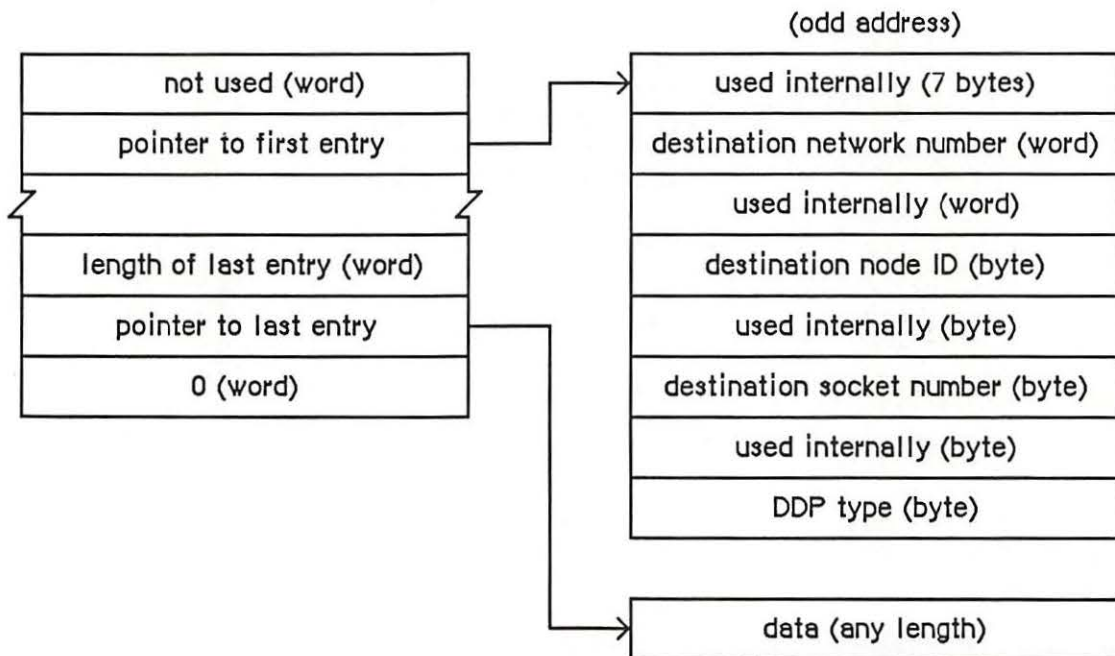 not used (word)
pointer to first entry
length of last entry (word)
pointer to last entry
0 (word)
(odd address)
used internally (7 bytes)
destination network number (word)
used internally (word)
destination node ID (byte)
used internally (byte)
destination socket number (byte)
used internally (byte)
DDP type (byte)
data (any length)